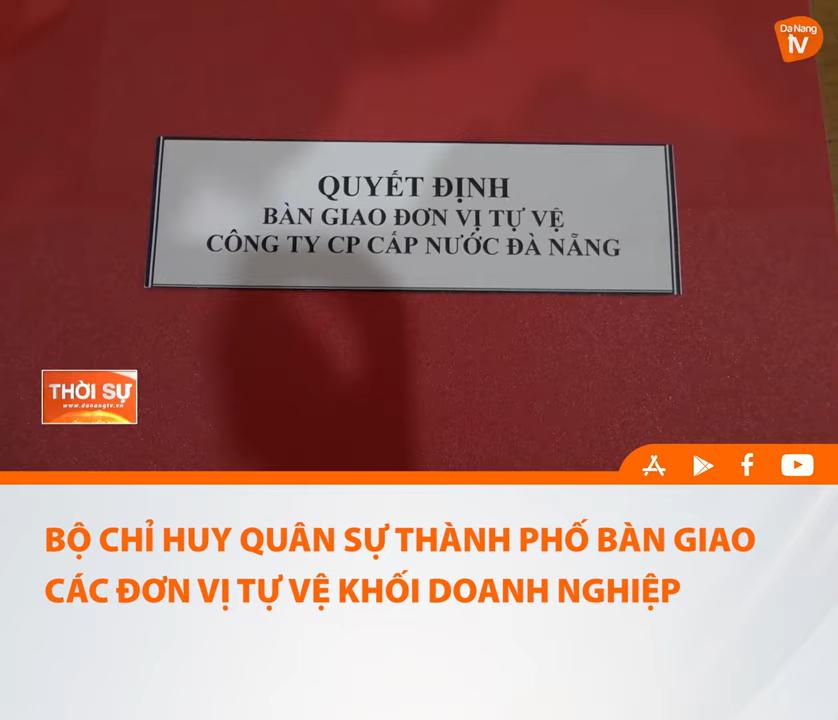 Da Nang
tv
QUYẾT ĐỊNH
BÀN GIAO ĐƠN VỊ TỰ VỆ
CÔNG TY CP CẤP NƯỚC ĐÀ NẴNG
THỜI SỰ
www.danangtv.vn
BỘ CHỈ HUY QUÂN SỰ THÀNH PHỐ BÀN GIAO
CÁC ĐƠN VỊ TỰ VỆ KHỐI DOANH NGHIỆP